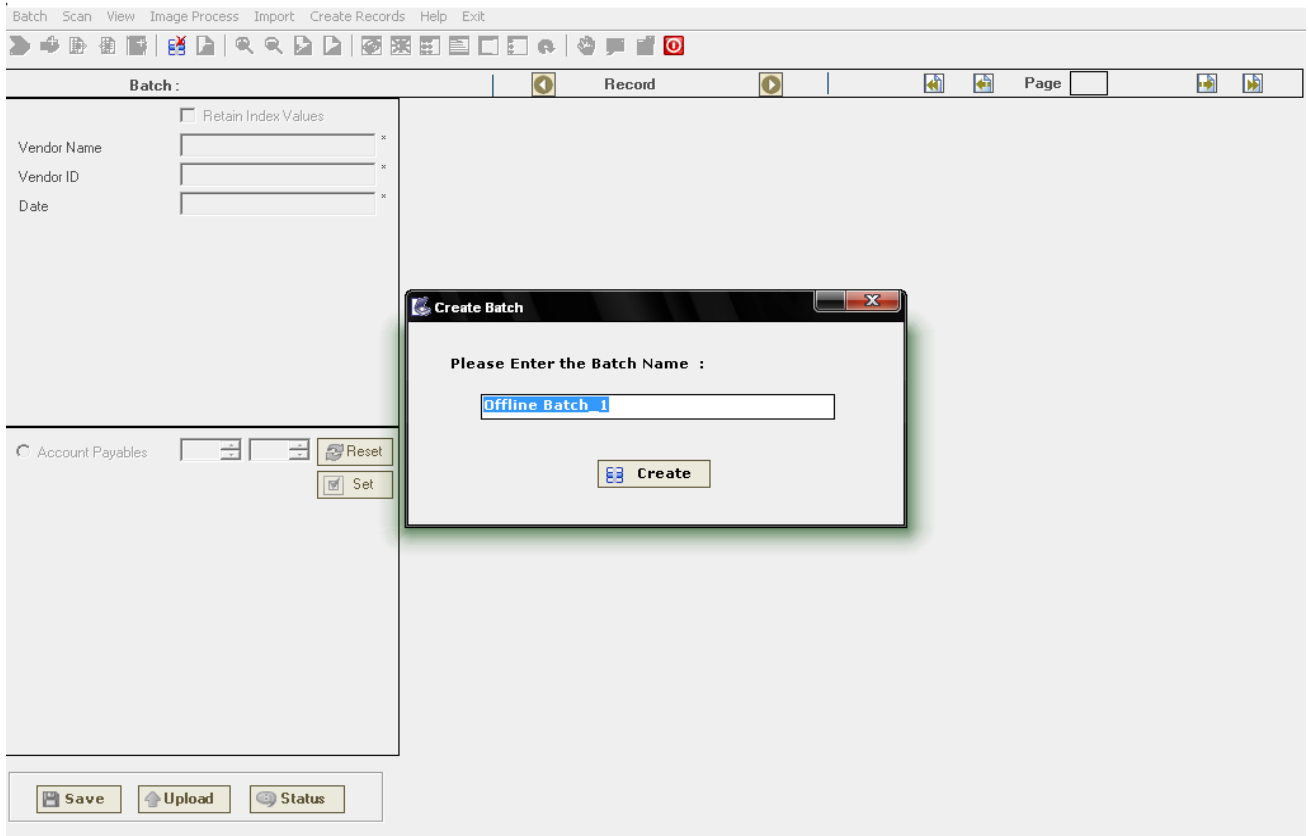 Batch Scan View Image Process Import Create Records Help Exit
Batch : Record Page
Retain Index Values
Vendor Name *
Vendor ID *
Date *
Create Batch
Please Enter the Batch Name :
Offline Batch_1
Create
Account Payables Reset
Set
Save Upload Status